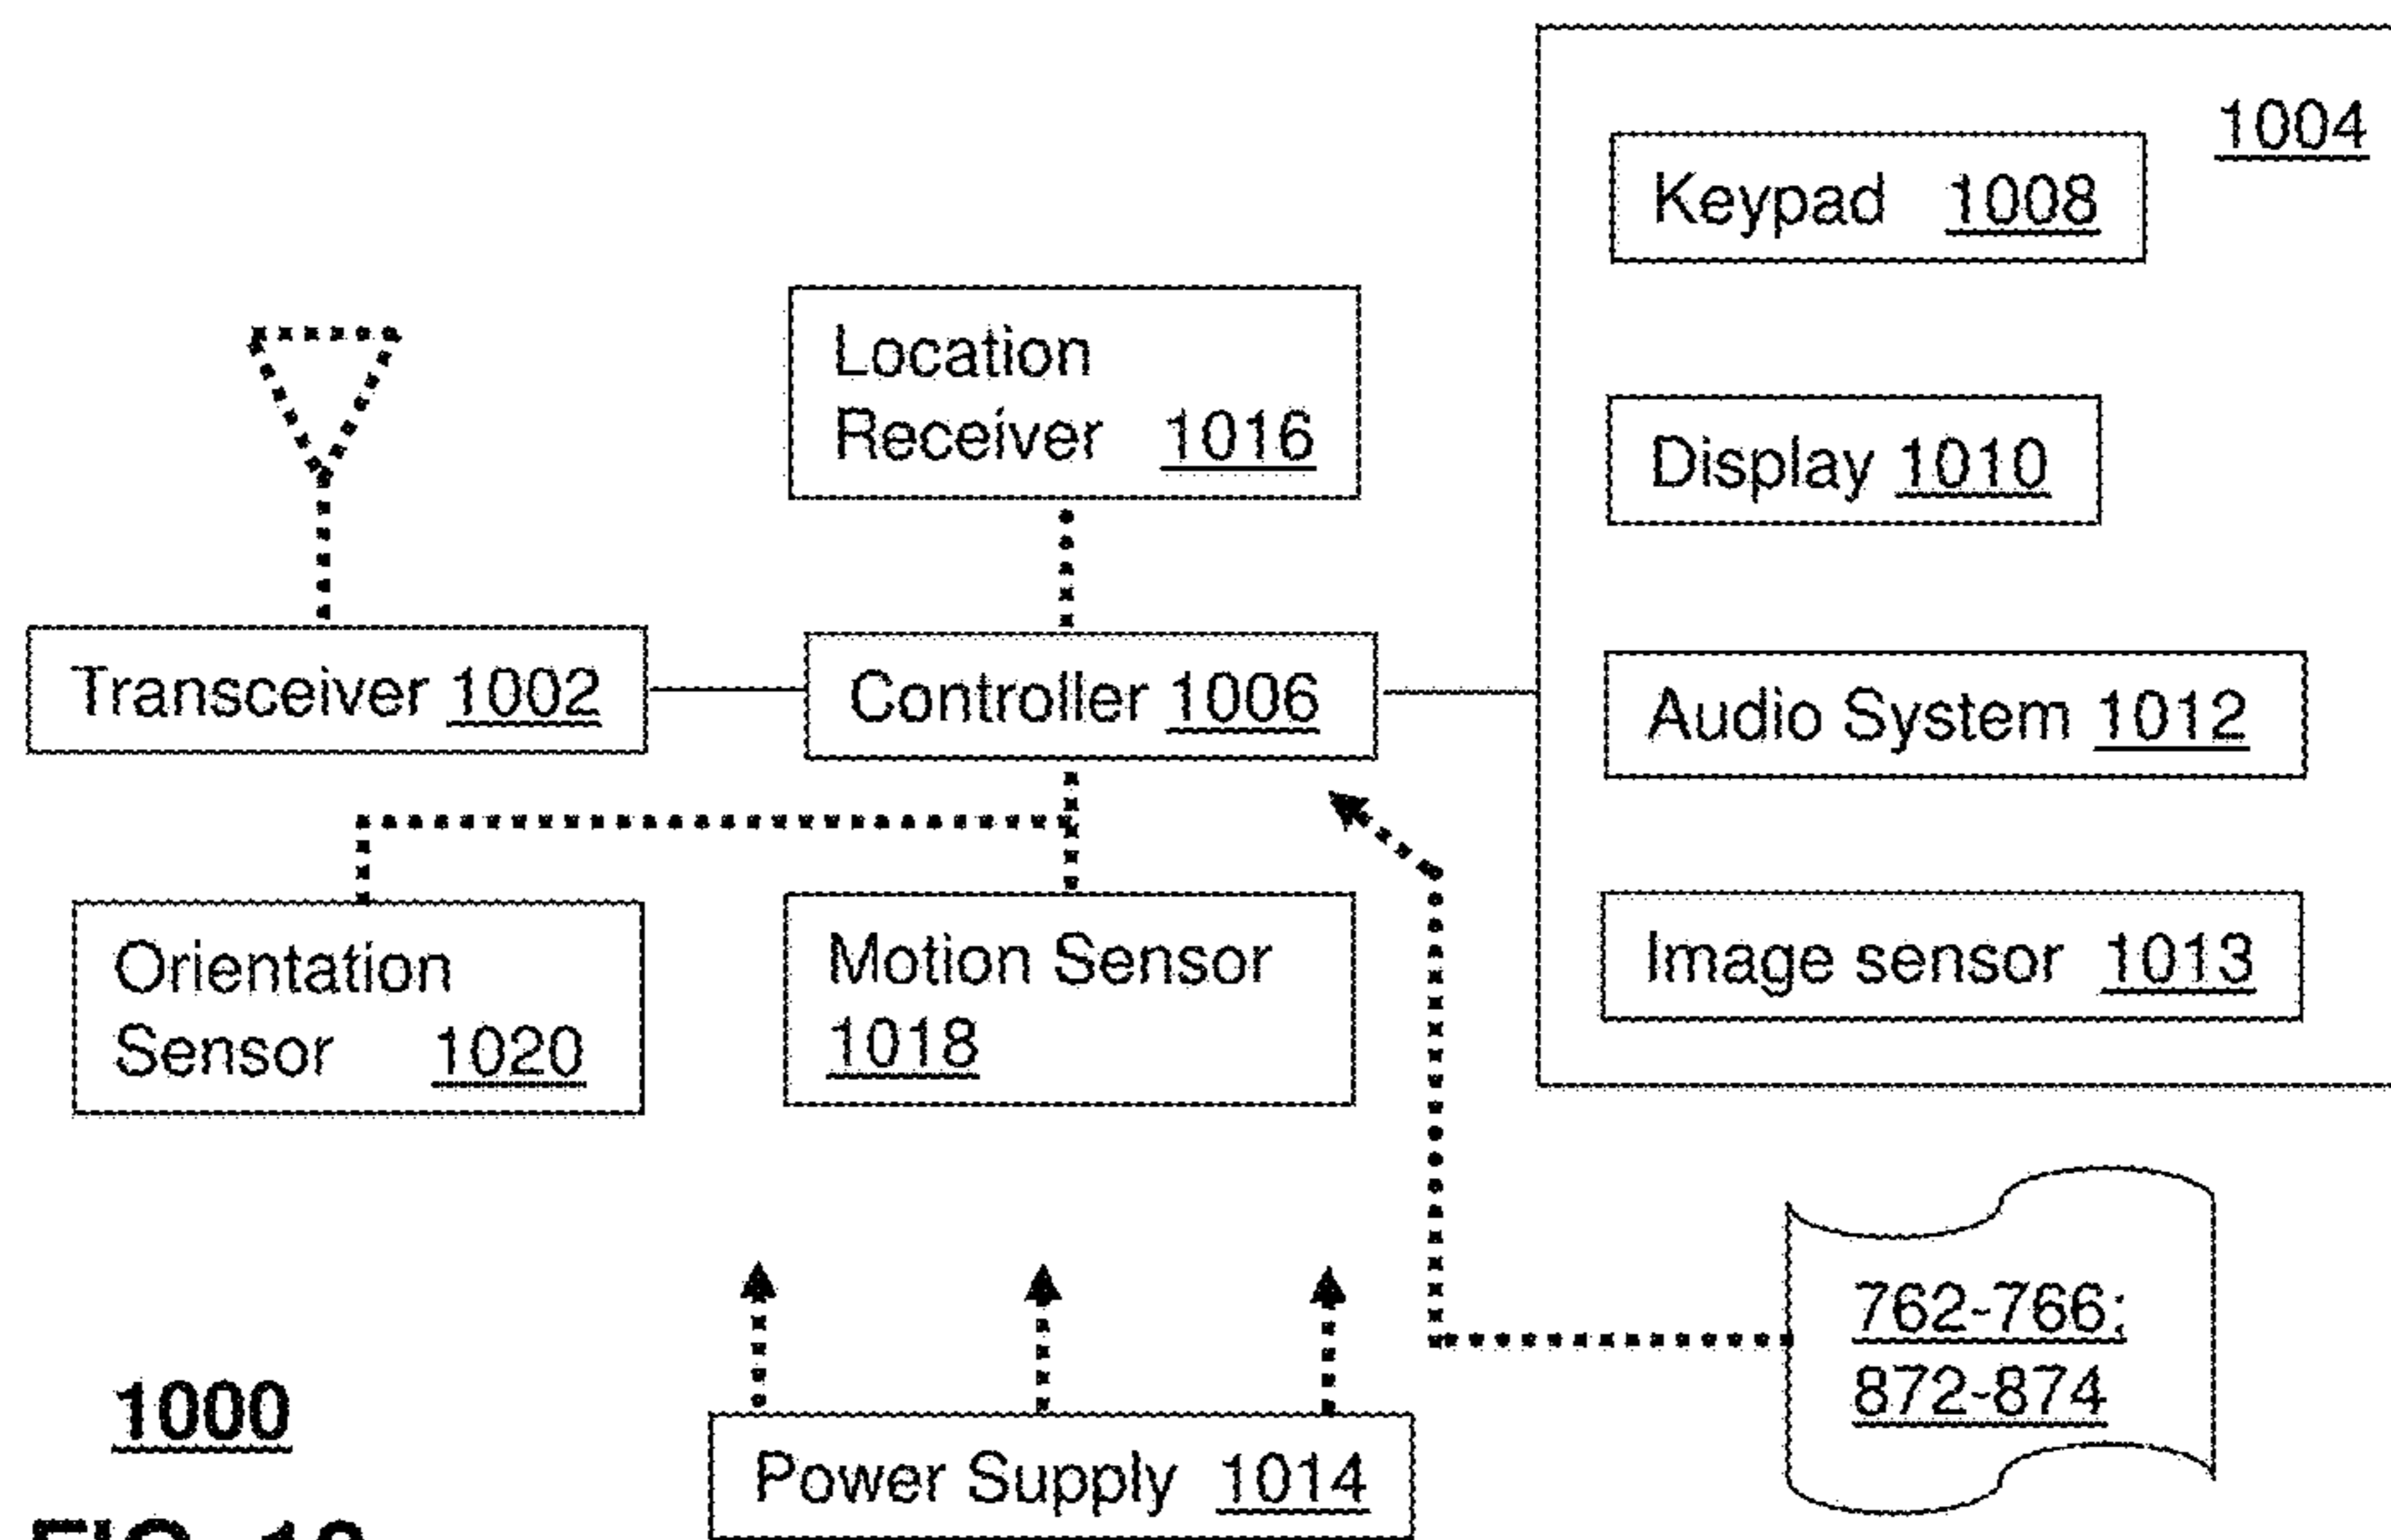 1004
Keypad 1008
Location
Receiver 1016
Display 1010
Transceiver 1002
Controller 1006
Audio System 1012
Orientation
Sensor 1020
Motion Sensor
1018
Image sensor 1013
762-766;
872-874
1000
Power Supply 1014